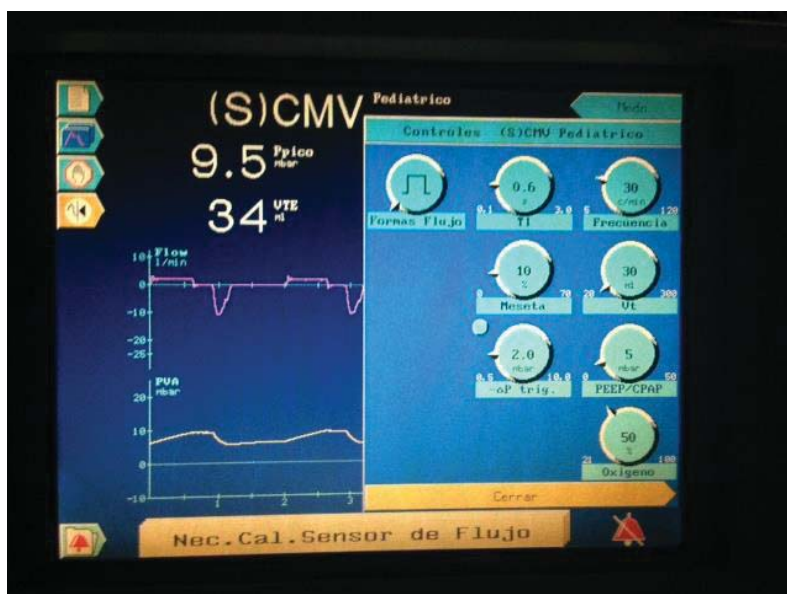 (S)CMV
9.5 Ppico mbar
34 VTE ml
Flow
l/min
10
0
-10
-20
-25
PVA
mbar
20
10
0
-10
1 2 3
Pediatrico
Modo
Controles (S)CMV Pediatrico
Formas Flujo
0.6
s
0.1 3.0
TI
30
c/min
5 120
Frecuencia
10
%
0 70
Meseta
30
ml
20 300
Vt
2.0
mbar
0.5 10.0
-oP trig.
5
mbar
0 50
PEEP/CPAP
50
%
21 100
Oxigeno
Cerrar
Nec.Cal.Sensor de Flujo